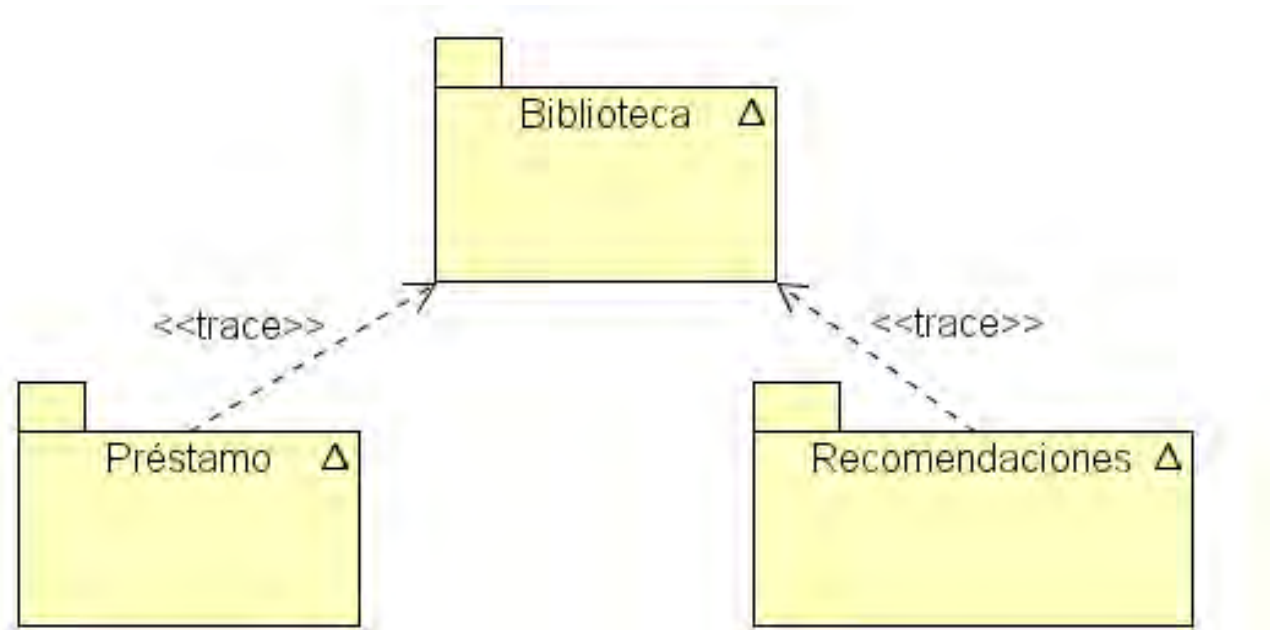 Biblioteca Δ
<<trace>>
<<trace>>
Préstamo Δ
Recomendaciones Δ